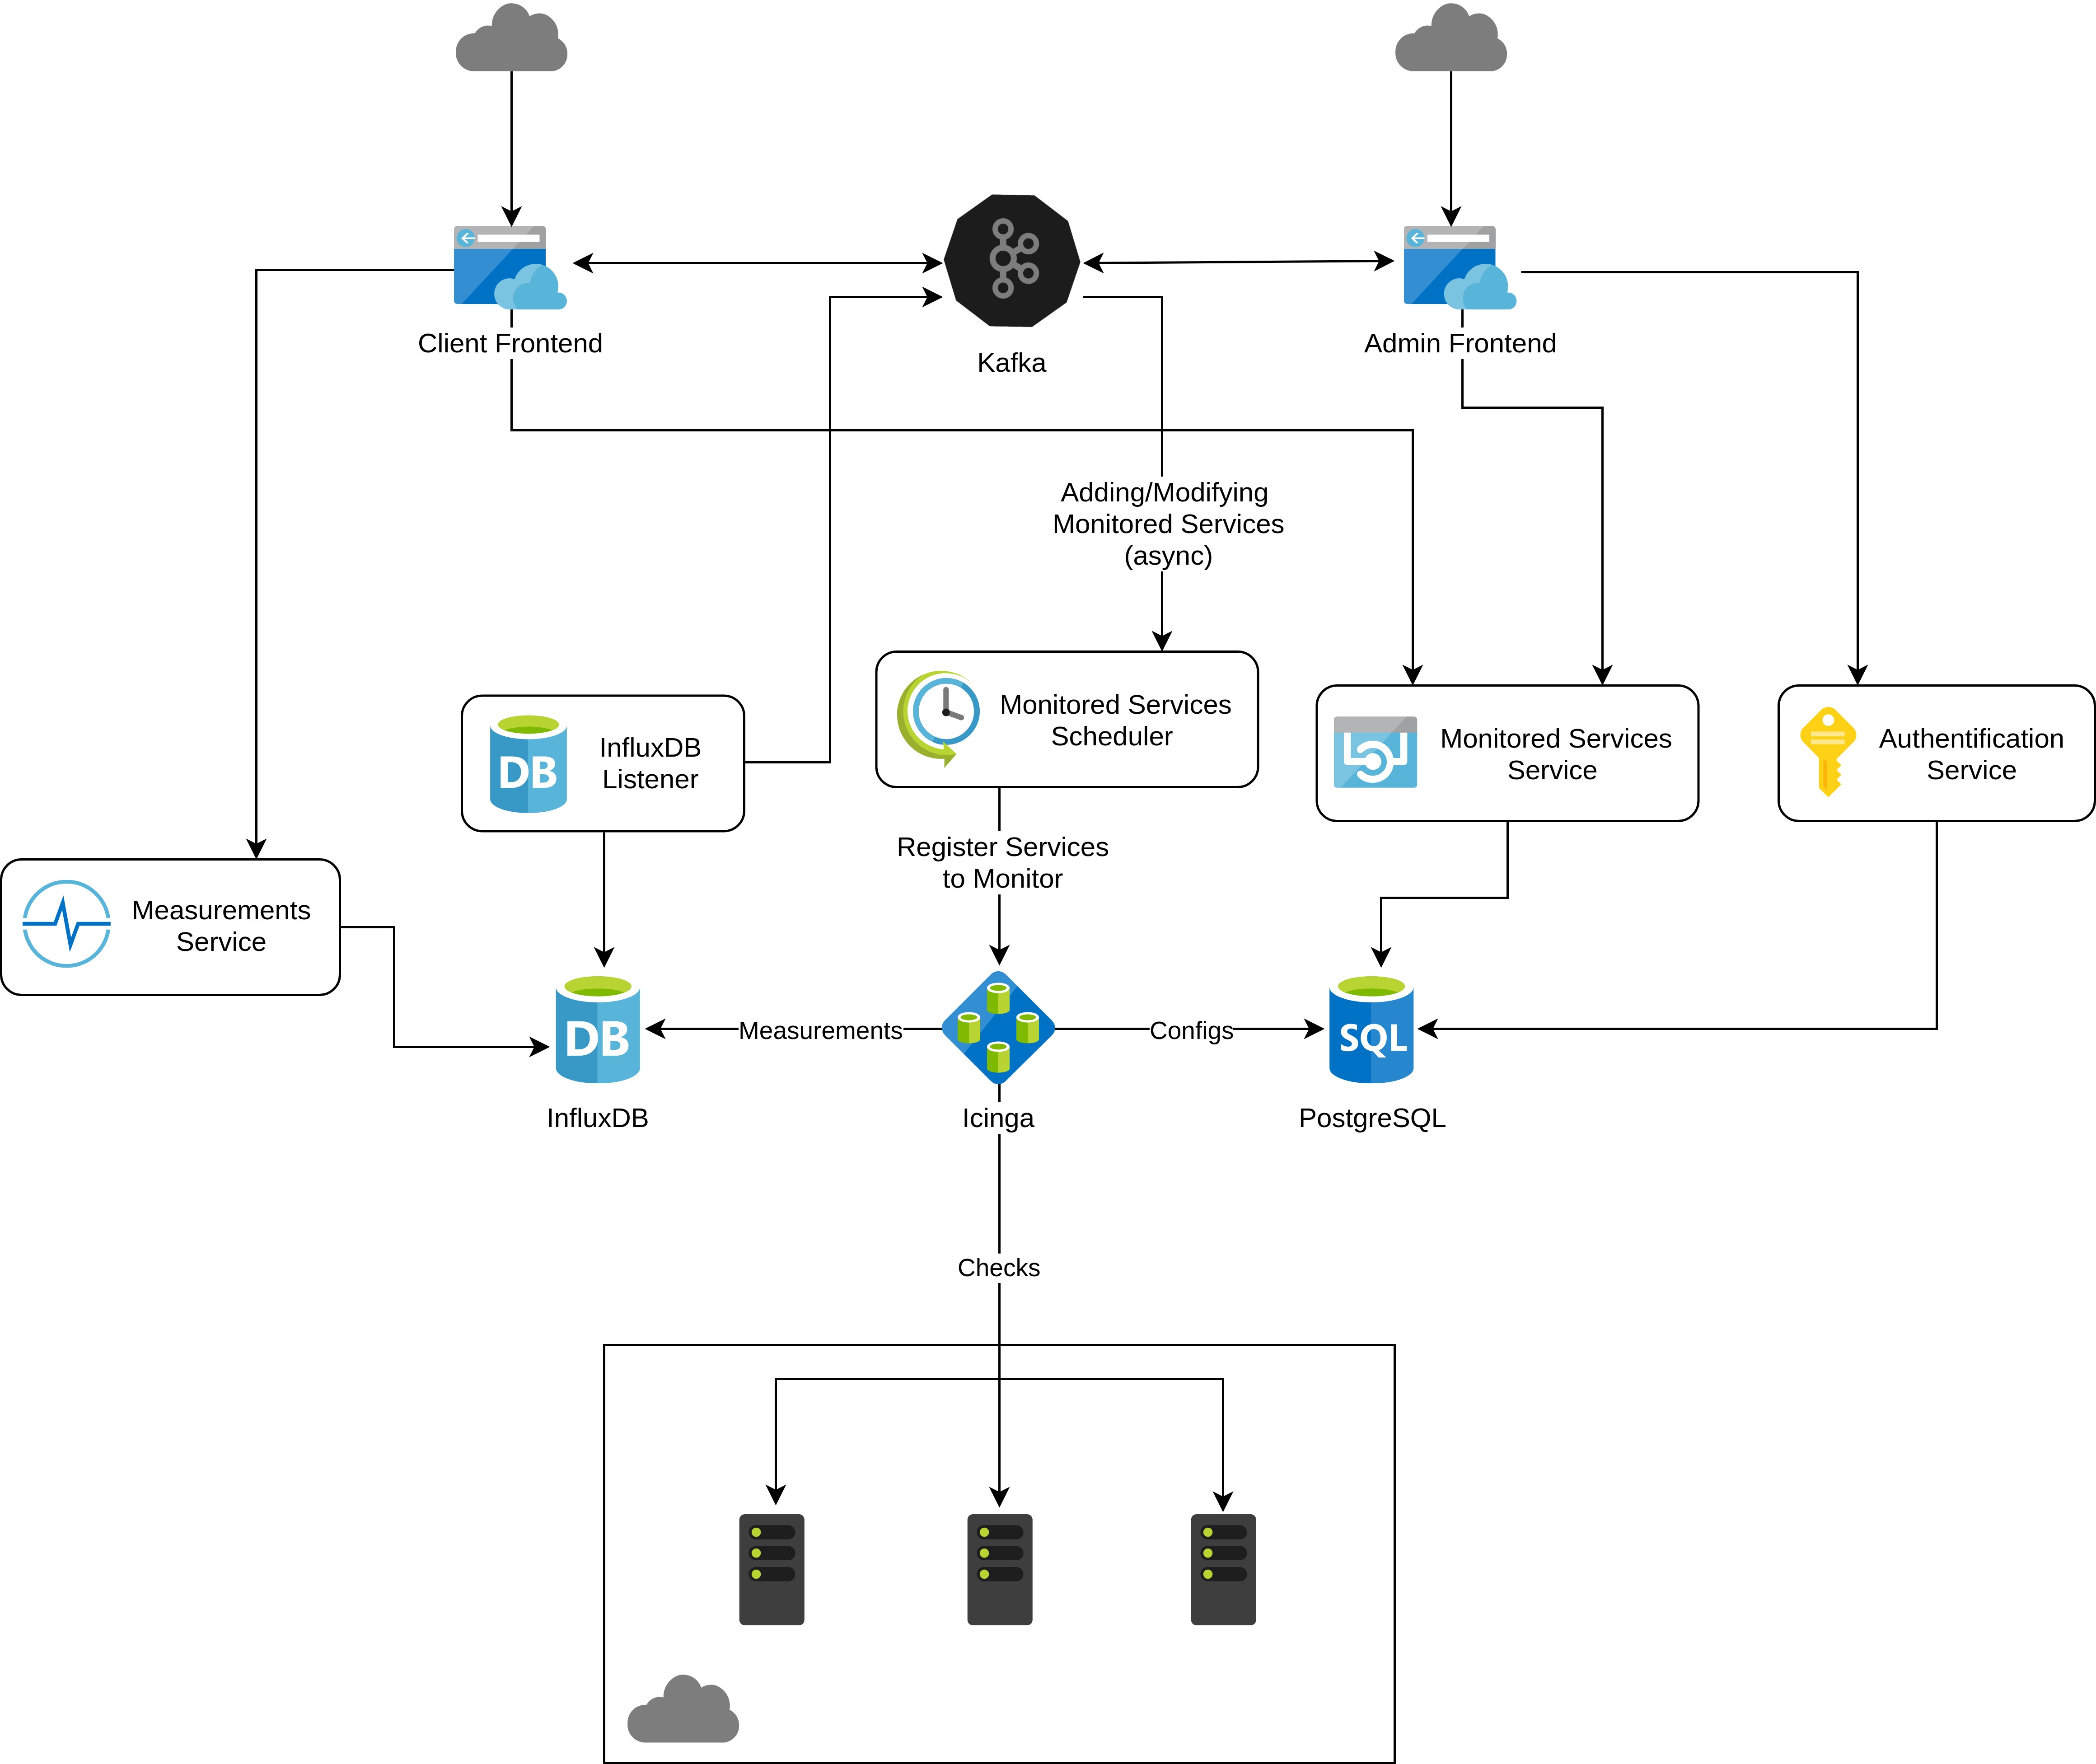 Client Frontend
Kafka
Admin Frontend
Adding/Modifying
Monitored Services
(async)
DB
InfluxDB
Listener
Monitored Services
Scheduler
Monitored Services
Service
Authentification
Service
Register Services
to Monitor
Measurements
Service
DB
Measurements
Configs
SQL
InfluxDB
Icinga
PostgreSQL
Checks